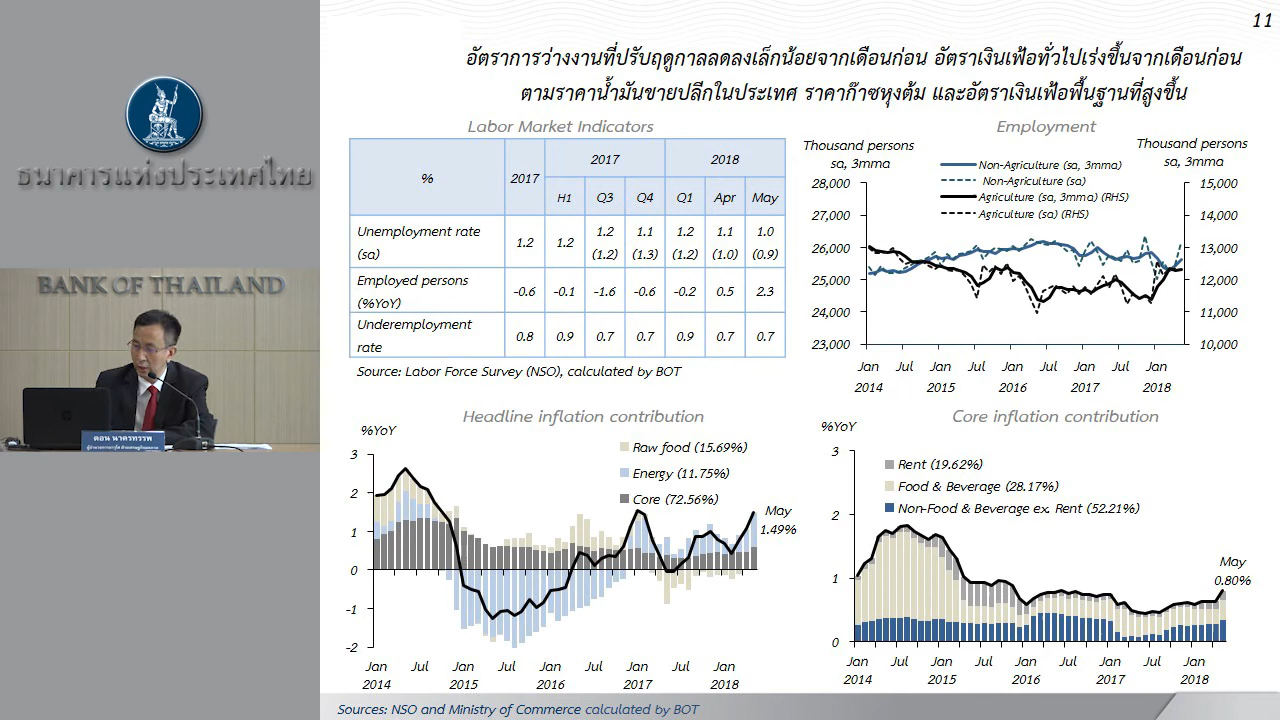 11
อัตราการว่างงานที่ปรับฤดูกาลลดลงเล็กน้อยจากเดือนก่อน อัตราเงินเฟ้อทั่วไปเร่งขึ้นจากเดือนก่อน
ตามราคาน้ำมันขายปลีกในประเทศ ราคาก๊าซหุงต้ม และอัตราเงินเฟ้อพื้นฐานที่สูงขึ้น
ธนาคารแห่งประเทศไทย
BANK OF THAILAND
ดอน นาครทรรพ
Labor Market Indicators
% 2017 2017 2018
H1 Q3 Q4 Q1 Apr May
Unemployment rate 1.2 1.2 1.2 1.1 1.2 1.1 1.0
(sa) (1.2) (1.3) (1.2) (1.0) (0.9)
Employed persons -0.6 -0.1 -1.6 -0.6 -0.2 0.5 2.3
(%YoY)
Underemployment 0.8 0.9 0.7 0.7 0.9 0.7 0.7
rate
Source: Labor Force Survey (NSO), calculated by BOT
Employment
Thousand persons
sa, 3mma
Thousand persons
sa, 3mma
Non-Agriculture (sa, 3mma)
Non-Agriculture (sa)
Agriculture (sa, 3mma) (RHS)
Agriculture (sa) (RHS)
28,000 15,000
27,000 14,000
26,000 13,000
25,000 12,000
24,000 11,000
23,000 10,000
Jan Jul Jan Jul Jan Jul Jan Jul Jan
2014 2015 2016 2017 2018
Headline inflation contribution
%YoY
Raw food (15.69%)
Energy (11.75%)
Core (72.56%)
May
1.49%
3
2
1
0
-1
-2
Jan Jul Jan Jul Jan Jul Jan Jul Jan
2014 2015 2016 2017 2018
Core inflation contribution
%YoY
Rent (19.62%)
Food & Beverage (28.17%)
Non-Food & Beverage ex. Rent (52.21%)
May
0.80%
3
2
1
0
Jan Jul Jan Jul Jan Jul Jan Jul Jan
2014 2015 2016 2017 2018
Sources: NSO and Ministry of Commerce calculated by BOT